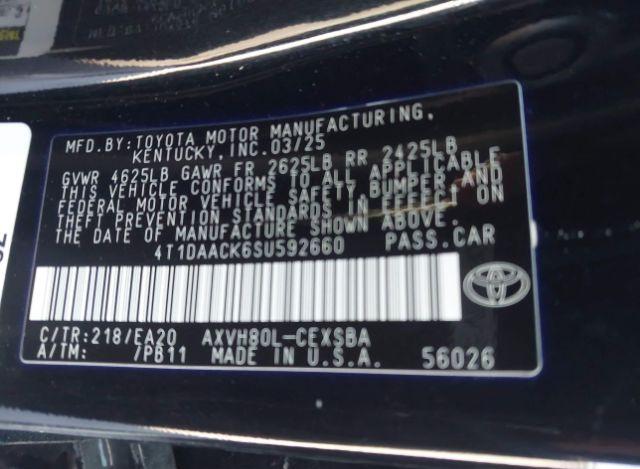 MFD.BY:TOYOTA MOTOR MANUFACTURING,
KENTUCKY,INC.03/25
GVWR 4625LB GAWR FR 2625LB RR 2425LB
THIS VEHICLE CONFORMS TO ALL APPLICABLE
FEDERAL MOTOR VEHICLE SAFETY,BUMPER,AND
THEFT PREVENTION STANDARDS IN EFFECT ON
THE DATE OF MANUFACTURE SHOWN ABOVE.
4T1DAACK6SU592660 PASS.CAR
C/TR:218/EA20 AXVH80L-CEXSBA
A/TM: /PB11 MADE IN U.S.A. 56026